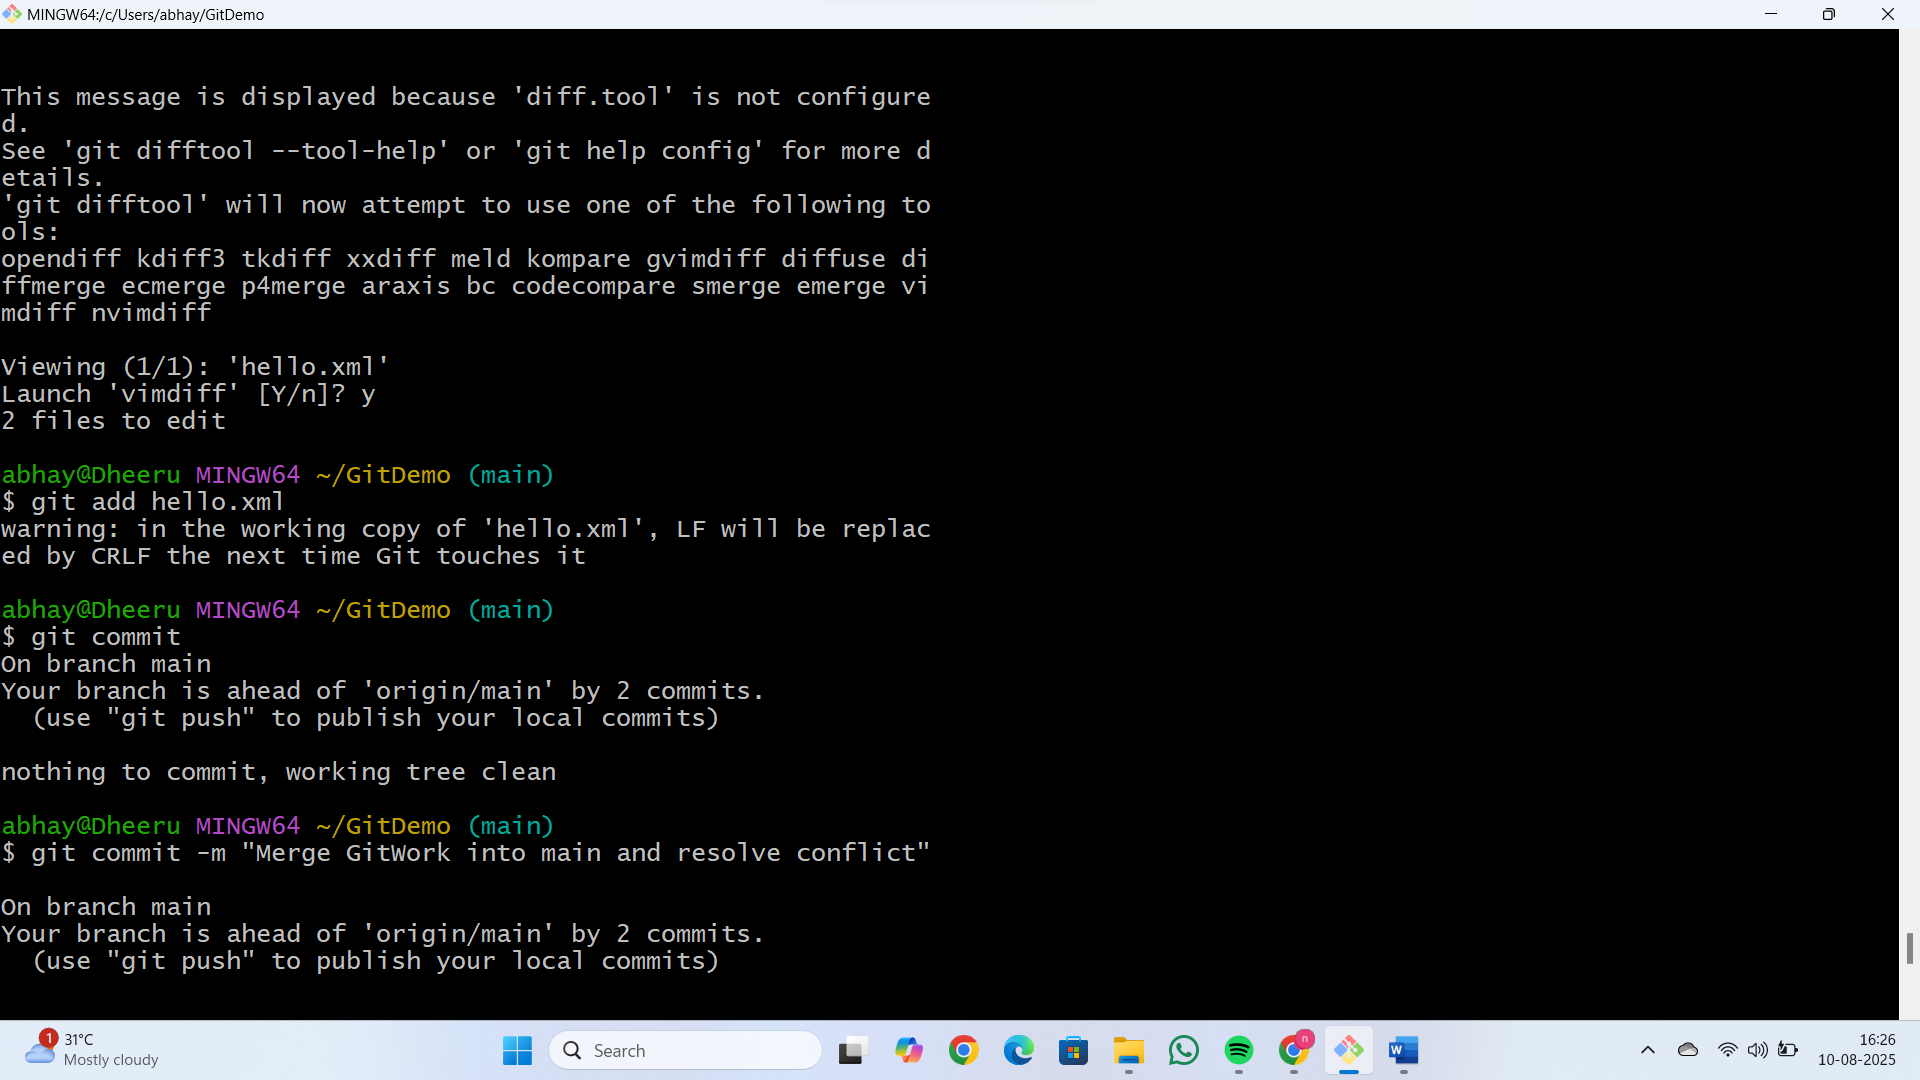 MINGW64:/c/Users/abhay/GitDemo
This message is displayed because 'diff.tool' is not configure
d.
See 'git difftool --tool-help' or 'git help config' for more d
etails.
'git difftool' will now attempt to use one of the following to
ols:
opendiff kdiff3 tkdiff xxdiff meld kompare gvimdiff diffuse di
ffmerge ecmerge p4merge araxis bc codecompare smerge emerge vi
mdiff nvimdiff
Viewing (1/1): 'hello.xml'
Launch 'vimdiff' [Y/n]? y
2 files to edit
abhay@Dheeru MINGW64 ~/GitDemo (main)
$ git add hello.xml
warning: in the working copy of 'hello.xml', LF will be replac
ed by CRLF the next time Git touches it
abhay@Dheeru MINGW64 ~/GitDemo (main)
$ git commit
On branch main
Your branch is ahead of 'origin/main' by 2 commits.
  (use "git push" to publish your local commits)
nothing to commit, working tree clean
abhay@Dheeru MINGW64 ~/GitDemo (main)
$ git commit -m "Merge GitWork into main and resolve conflict"
On branch main
Your branch is ahead of 'origin/main' by 2 commits.
  (use "git push" to publish your local commits)
1
31°C
Mostly cloudy
Search
n
W
16:26
10-08-2025